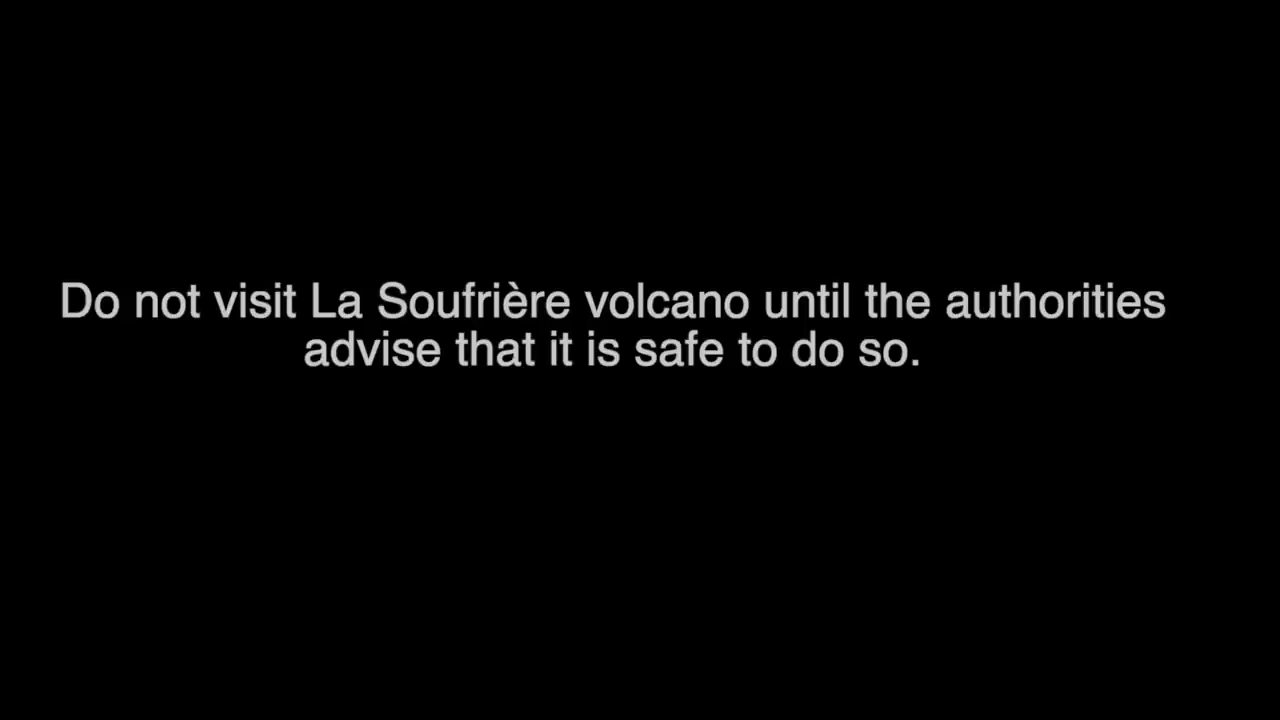 Do not visit La Soufrière volcano until the authorities
advise that it is safe to do so.